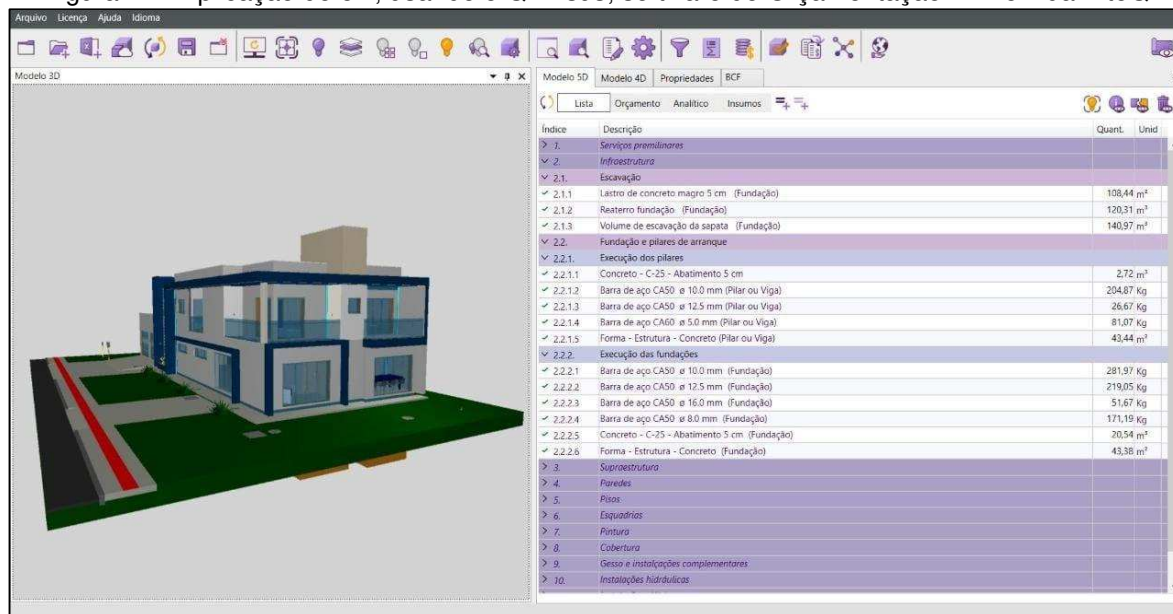 Arquivo Licença Ajuda Idioma
Modelo 3D
Modelo 5D Modelo 4D Propriedades BCF
Lista Orçamento Analítico Insumos
Índice Descrição Quant. Unid
1. Serviços premilinares
2. Infraestrutura
2.1. Escavação
2.1.1 Lastro de concreto magro 5 cm (Fundação) 108,44 m²
2.1.2 Reaterro fundação (Fundação) 120,31 m³
2.1.3 Volume de escavação da sapata (Fundação) 140,97 m³
2.2. Fundação e pilares de arranque
2.2.1. Execução dos pilares
2.2.1.1 Concreto - C-25 - Abatimento 5 cm 2,72 m³
2.2.1.2 Barra de aço CA50 ø 10.0 mm (Pilar ou Viga) 204,87 Kg
2.2.1.3 Barra de aço CA50 ø 12.5 mm (Pilar ou Viga) 26,67 Kg
2.2.1.4 Barra de aço CA60 ø 5.0 mm (Pilar ou Viga) 81,07 Kg
2.2.1.5 Forma - Estrutura - Concreto (Pilar ou Viga) 43,44 m²
2.2.2. Execução das fundações
2.2.2.1 Barra de aço CA50 ø 10.0 mm (Fundação) 281,97 Kg
2.2.2.2 Barra de aço CA50 ø 12.5 mm (Fundação) 219,05 Kg
2.2.2.3 Barra de aço CA50 ø 16.0 mm (Fundação) 51,67 Kg
2.2.2.4 Barra de aço CA50 ø 8.0 mm (Fundação) 171,19 Kg
2.2.2.5 Concreto - C-25 - Abatimento 5 cm (Fundação) 20,54 m³
2.2.2.6 Forma - Estrutura - Concreto (Fundação) 43,38 m²
3. Supraestrutura
4. Paredes
5. Pisos
6. Esquadrias
7. Pintura
8. Cobertura
9. Gesso e instalçações complementares
10. Instalações hidráulicas